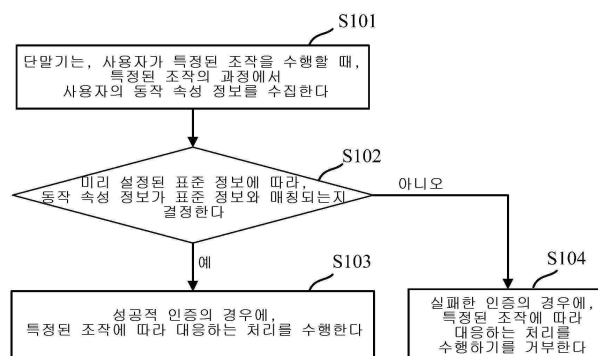 S101
단말기는, 사용자가 특정된 조작을 수행할 때,
특정된 조작의 과정에서
사용자의 동작 속성 정보를 수집한다
S102
미리 설정된 표준 정보에 따라,
동작 속성 정보가 표준 정보와 매칭되는지
결정한다
아니오
예
S103
성공적 인증의 경우에,
특정된 조작에 따라 대응하는 처리를 수행한다
S104
실패한 인증의 경우에,
특정된 조작에 따라
대응하는 처리를
수행하기를 거부한다